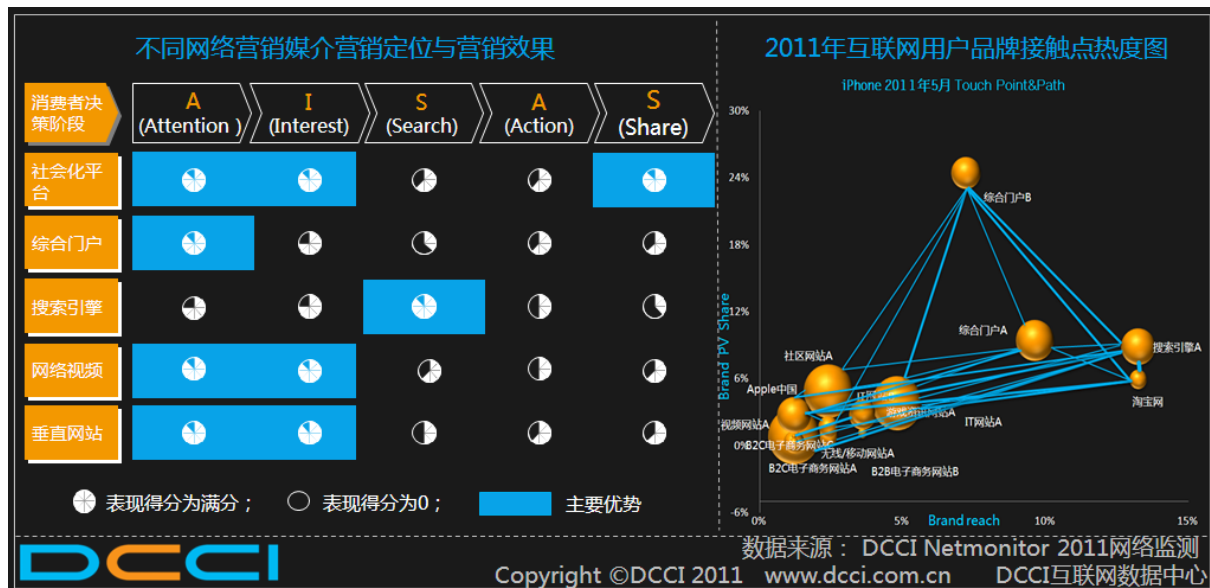 不同网络营销媒介营销定位与营销效果
消费者决
策阶段
A
(Attention )
I
(Interest)
S
(Search)
A
(Action)
S
(Share)
社会化平
台
综合门户
搜索引擎
网络视频
垂直网站
表现得分为满分；
表现得分为0；
主要优势
2011年互联网用户品牌接触点热度图
iPhone 2011年5月 Touch Point&Path
30%
24%
18%
12%
6%
0%
-6%
Brand PV Share
综合门户B
综合门户A
搜索引擎A
淘宝网
社区网站A
Apple中国
IT网站A
视频网站A
无线/移动网站A
B2C电子商务网站A
B2B电子商务网站B
0%
5%
Brand reach
10%
15%
DCCI
数据来源： DCCI Netmonitor 2011网络监测
Copyright ©DCCI 2011 www.dcci.com.cn DCCI互联网数据中心